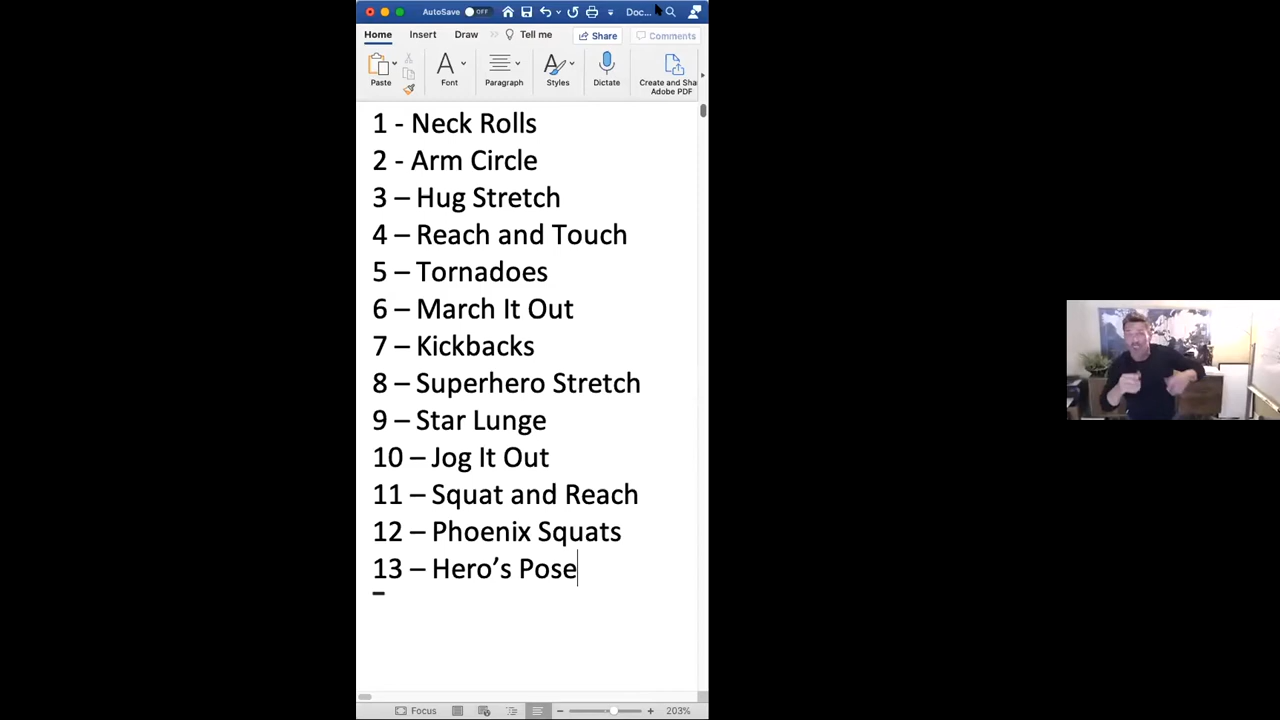 AutoSave OFF Doc...
Home Insert Draw Tell me Share Comments
Paste Font Paragraph Styles Dictate Create and Sha
Adobe PDF
1 - Neck Rolls
2 - Arm Circle
3 – Hug Stretch
4 – Reach and Touch
5 – Tornadoes
6 – March It Out
7 – Kickbacks
8 – Superhero Stretch
9 – Star Lunge
10 – Jog It Out
11 – Squat and Reach
12 – Phoenix Squats
13 – Hero’s Pose
Focus 203%